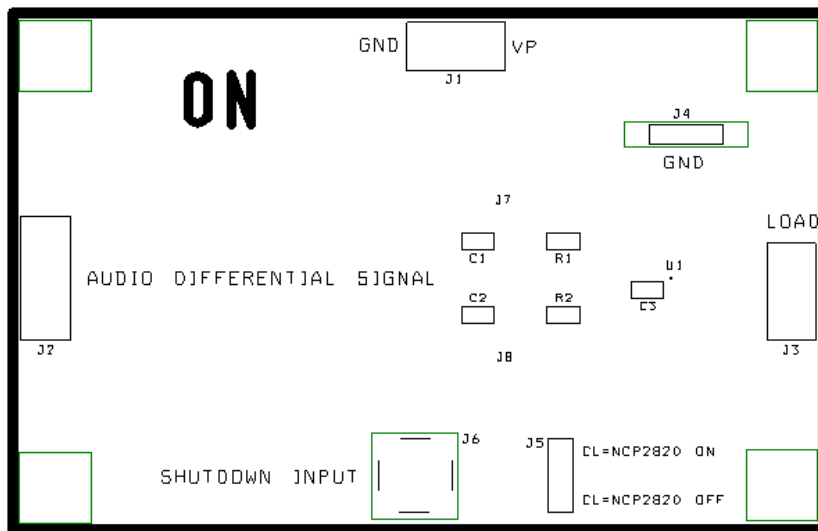 GND VP
J1
ON
J4
GND
J7
LOAD
C1 R1
U1
AUDIO DIFFERENTIAL SIGNAL
C2 R2
C3
J2
J3
J8
J6
J5
CL=NCP2820 ON
SHUTDOWN INPUT
CL=NCP2820 OFF